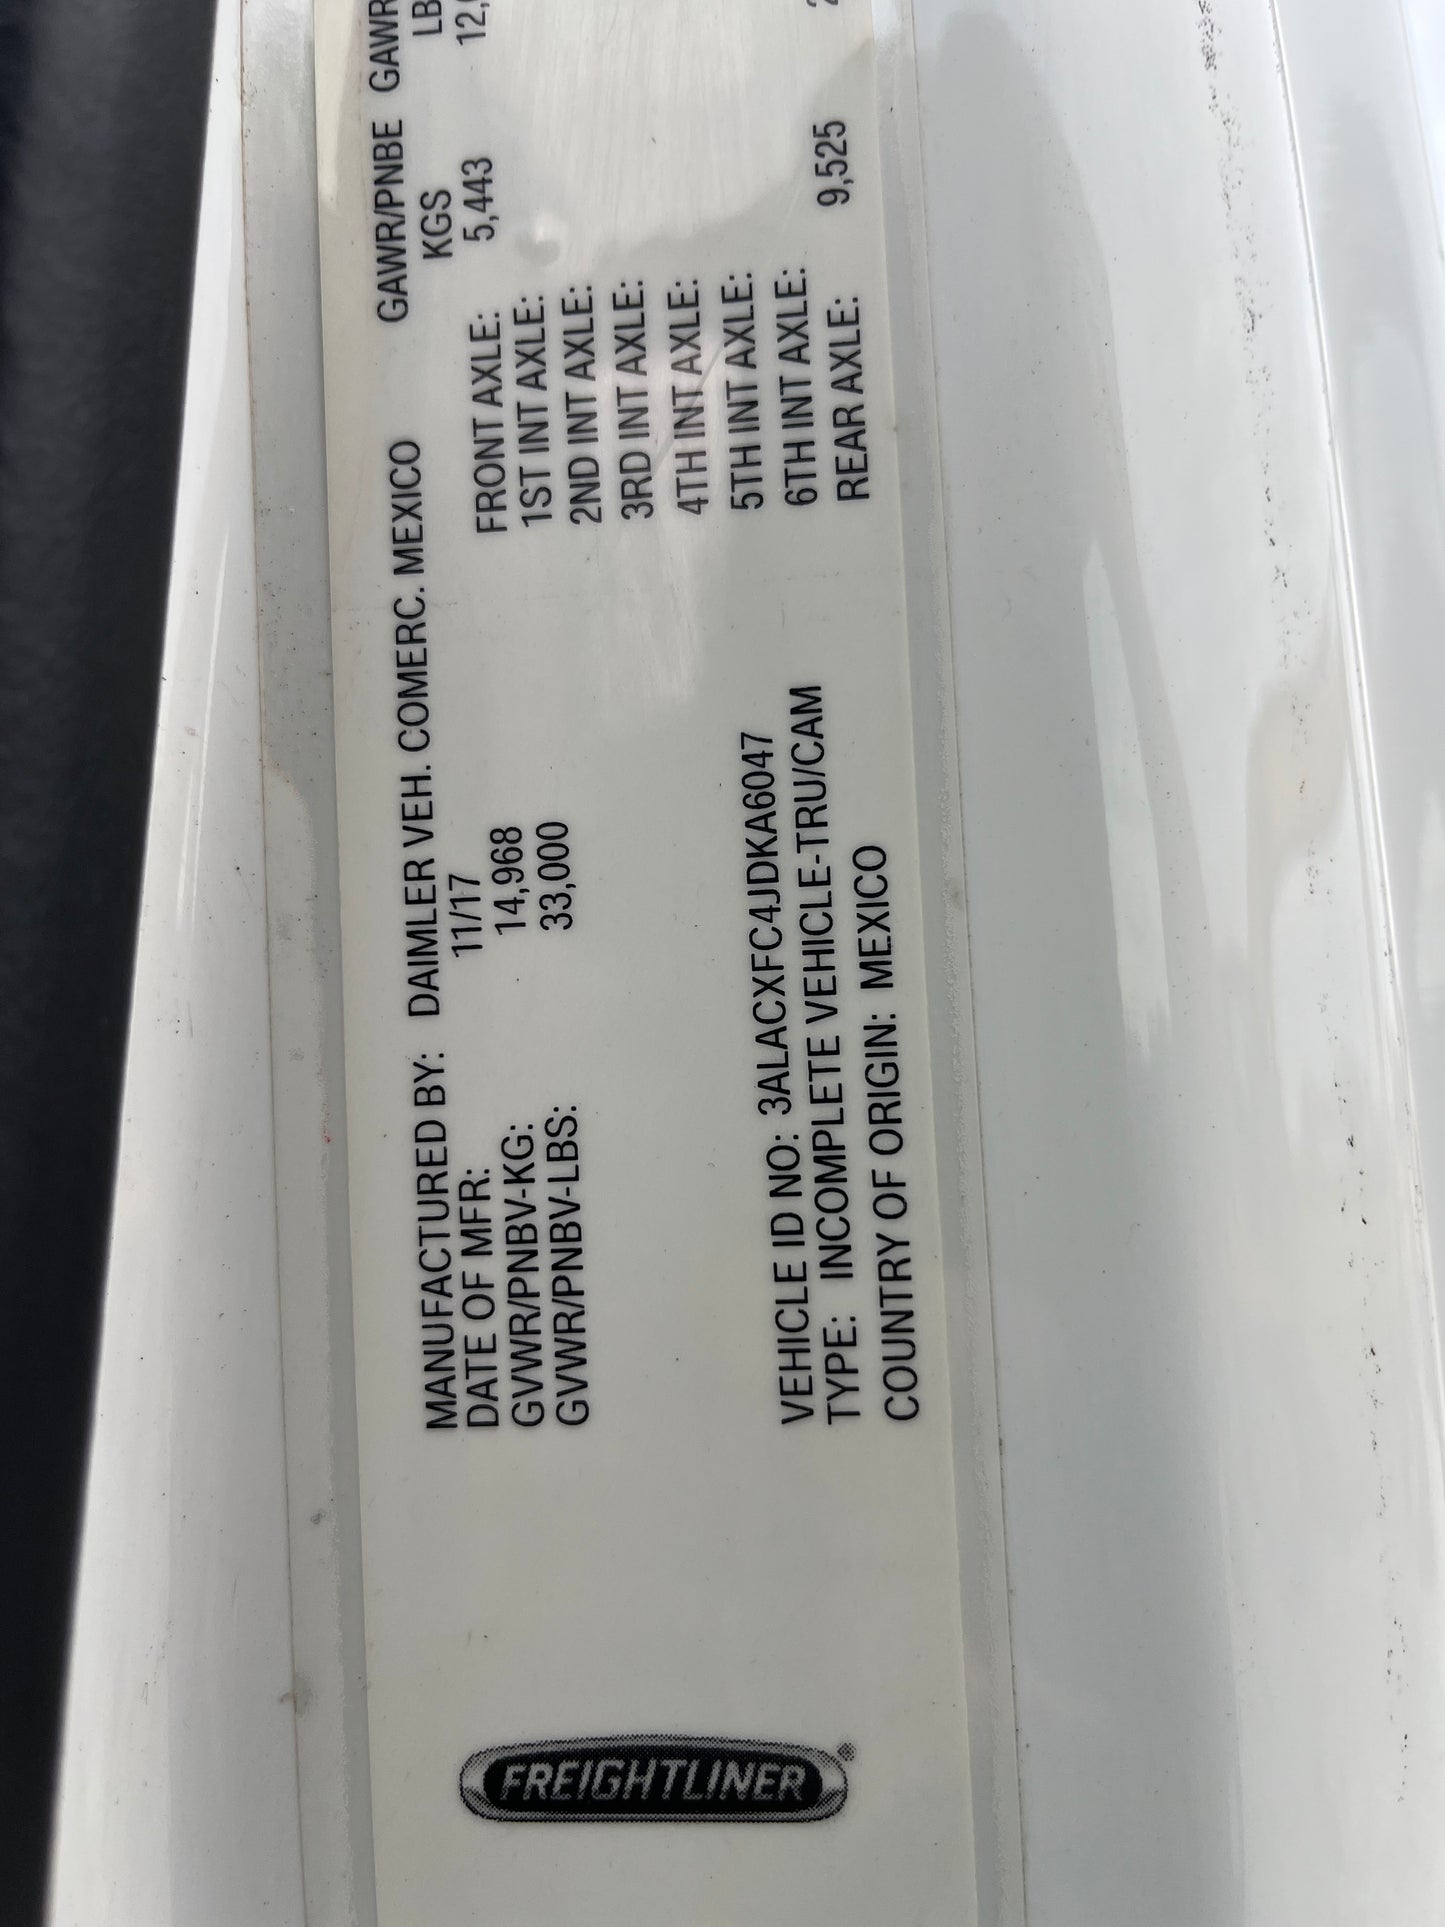 FREIGHTLINER®
MANUFACTURED BY: DAIMLER VEH. COMERC. MEXICO
DATE OF MFR: 11/17
GVWR/PNBV-KG: 14,968
GVWR/PNBV-LBS: 33,000
VEHICLE ID NO: 3ALACXFC4JDKA6047
TYPE: INCOMPLETE VEHICLE-TRU/CAM
COUNTRY OF ORIGIN: MEXICO
GAWR/PNBE GAWR
KGS LB
FRONT AXLE: 5,443 12,
1ST INT AXLE:
2ND INT AXLE:
3RD INT AXLE:
4TH INT AXLE:
5TH INT AXLE:
6TH INT AXLE:
REAR AXLE: 9,525